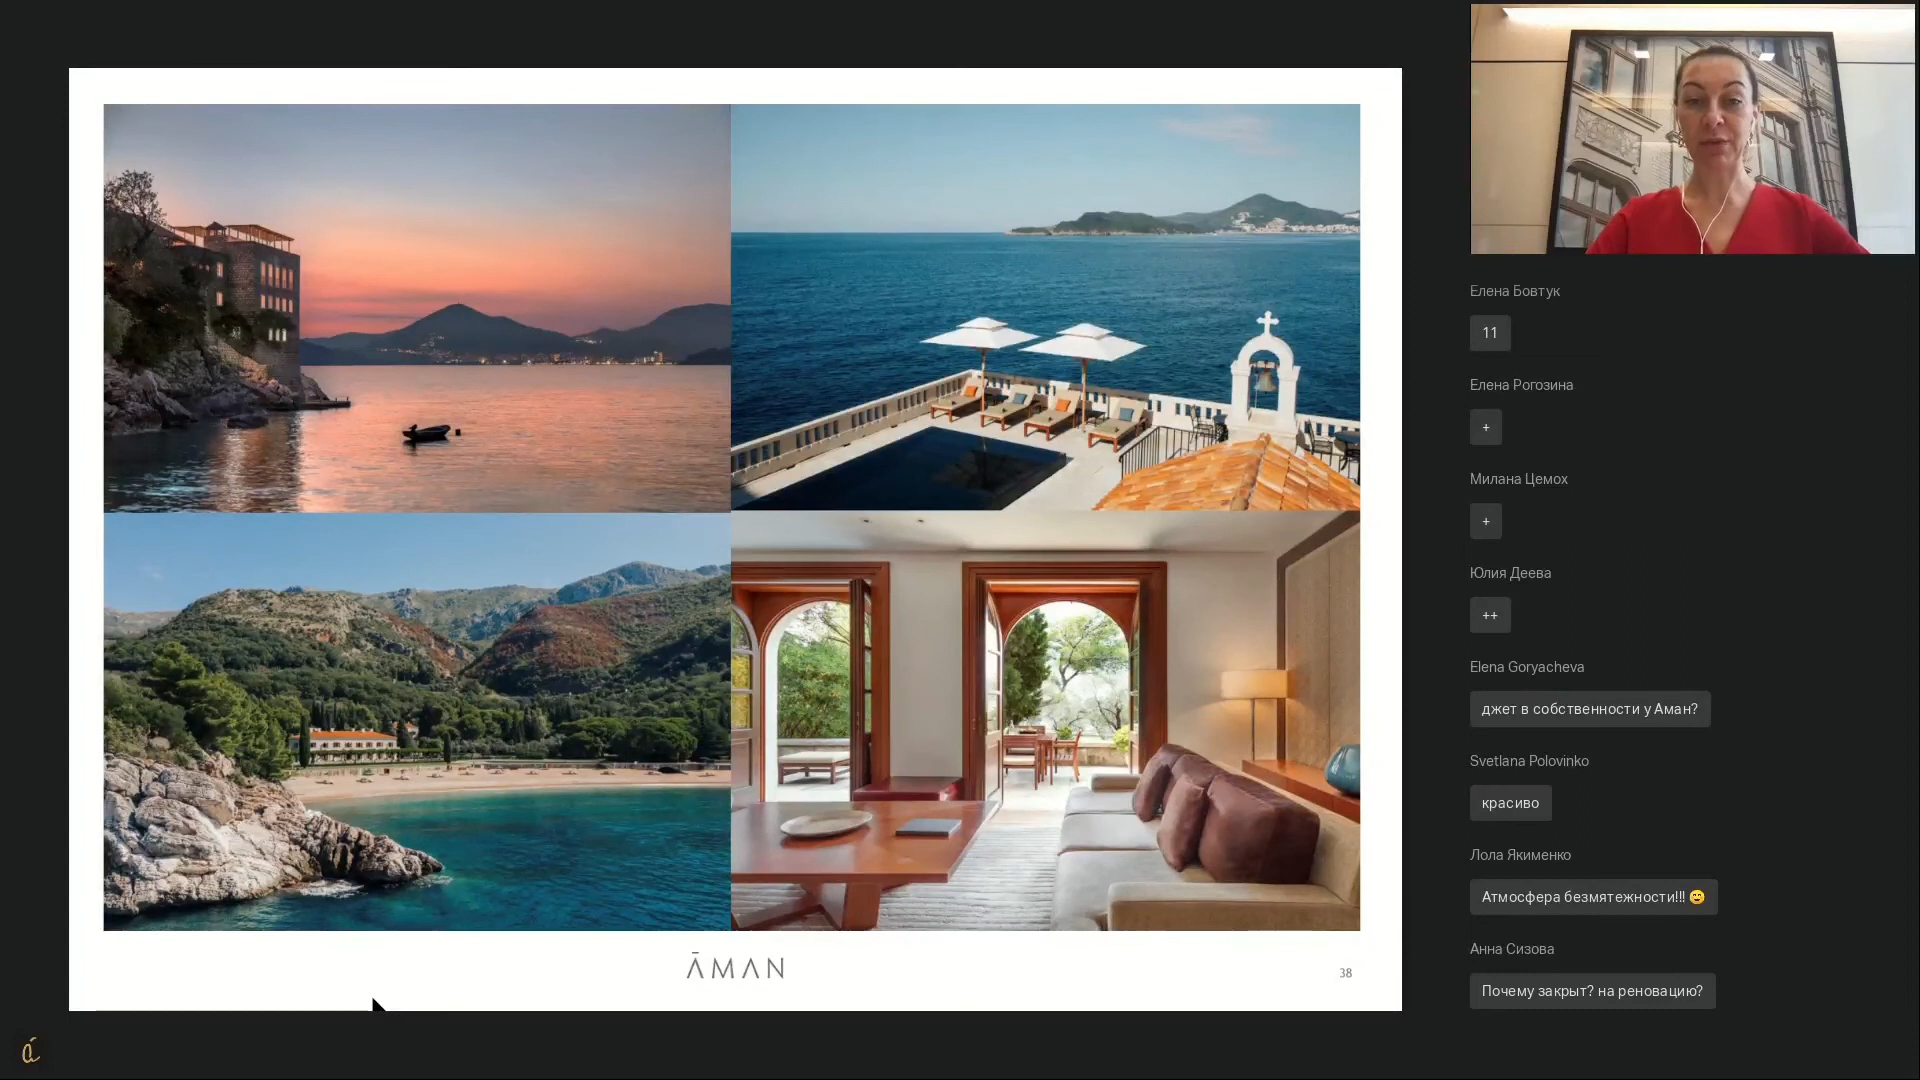 ĀMAN
38
Елена Бовтук
11
Елена Рогозина
+
Милана Цемох
+
Юлия Деева
++
Elena Goryacheva
джет в собственности у Аман?
Svetlana Polovinko
красиво
Лола Якименко
Атмосфера безмятежности!!! 😊
Анна Сизова
Почему закрыт? на реновацию?
á